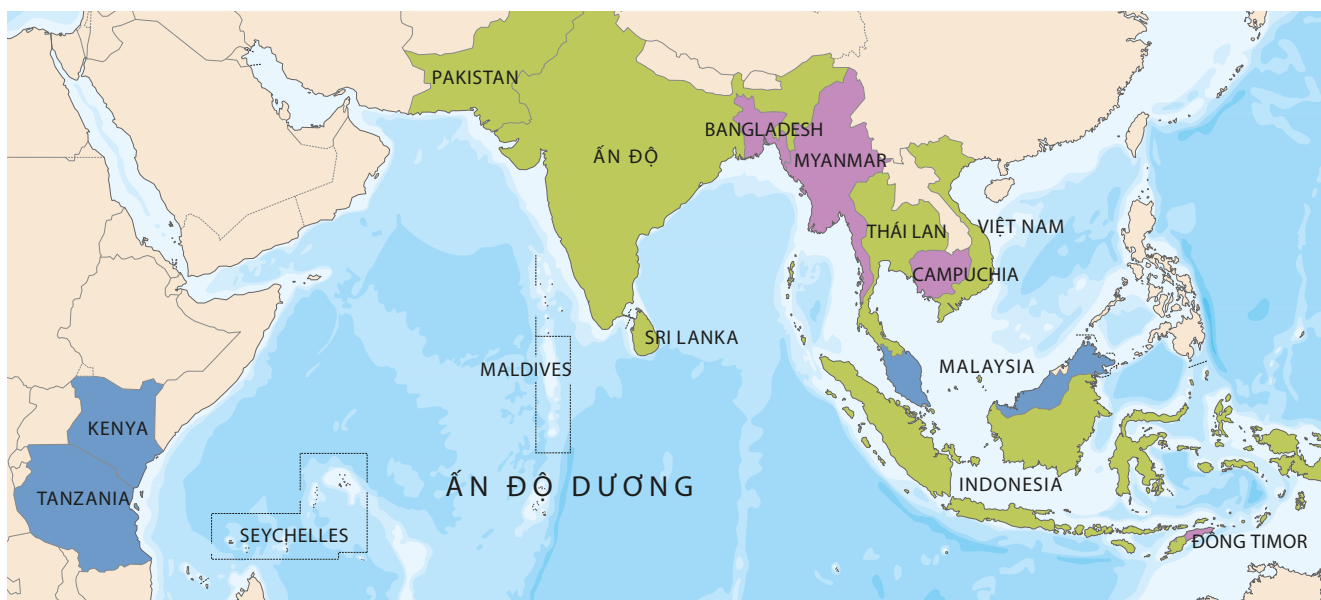 PAKISTAN
BANGLADESH
ẤN ĐỘ
MYANMAR
THÁI LAN
VIỆT NAM
CAMPUCHIA
SRI LANKA
MALDIVES
MALAYSIA
KENYA
TANZANIA
ẤN ĐỘ DƯƠNG
INDONESIA
SEYCHELLES
ĐÔNG TIMOR